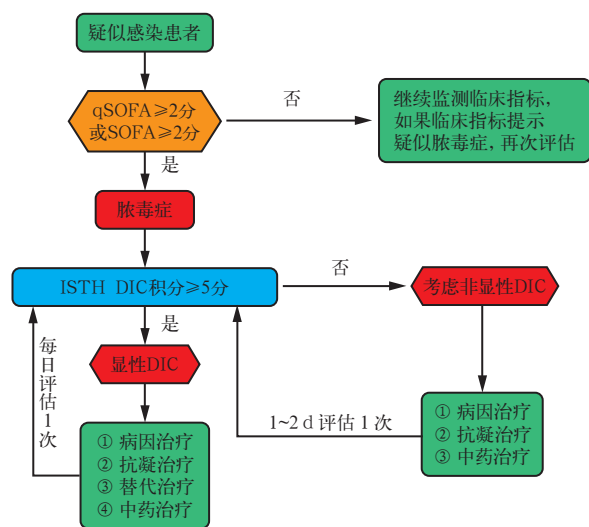 疑似感染患者
qSOFA≥2分
或SOFA≥2分
否
继续监测临床指标,
如果临床指标提示
疑似脓毒症, 再次评估
是
脓毒症
ISTH DIC积分≥5分
否
考虑非显性DIC
是
每日评估1次
显性DIC
1~2 d 评估 1 次
① 病因治疗
② 抗凝治疗
③ 替代治疗
④ 中药治疗
① 病因治疗
② 抗凝治疗
③ 中药治疗